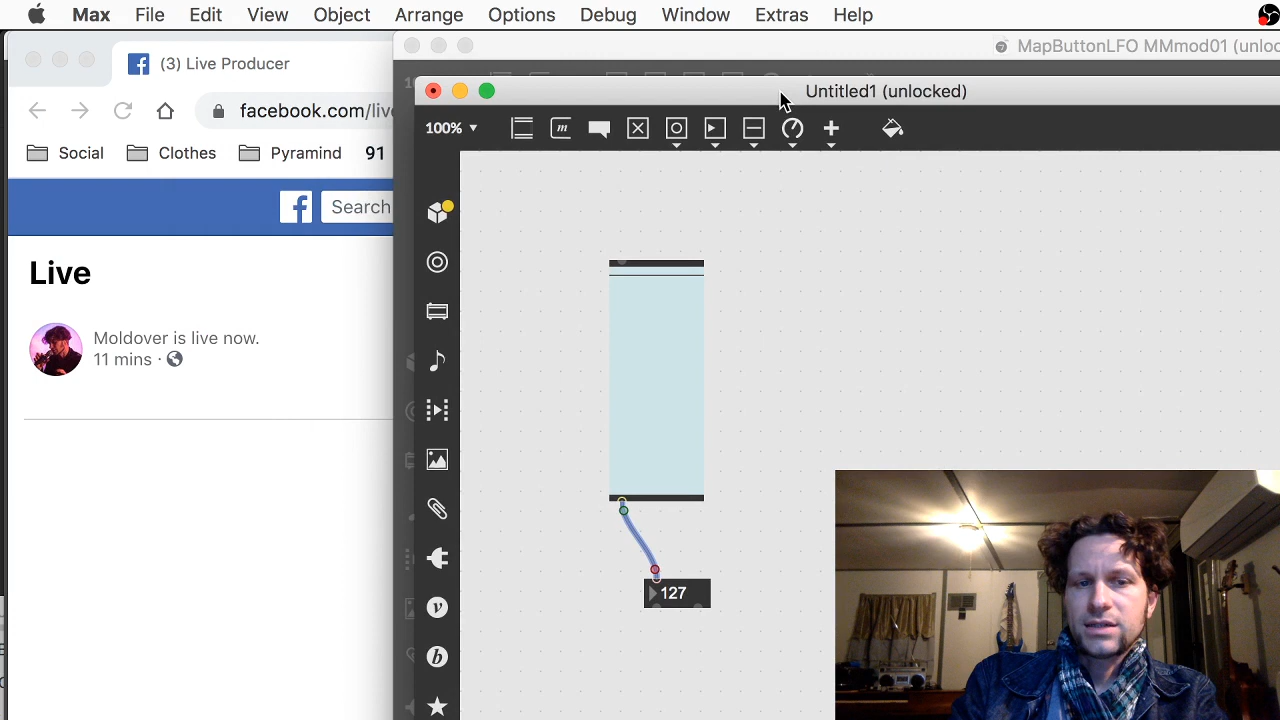 Max File Edit View Object Arrange Options Debug Window Extras Help
(3) Live Producer
MapButtonLFO MMmod01 (unloc
Untitled1 (unlocked)
facebook.com/live
100%
Social Clothes Pyramind 91
Search
Live
Moldover is live now.
11 mins ·
127